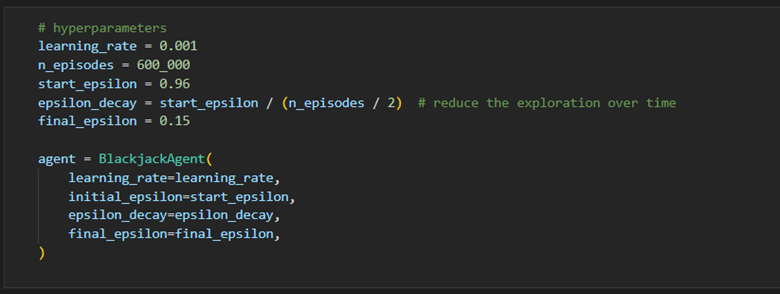 # hyperparameters
learning_rate = 0.001
n_episodes = 600_000
start_epsilon = 0.96
epsilon_decay = start_epsilon / (n_episodes / 2)  # reduce the exploration over time
final_epsilon = 0.15

agent = BlackjackAgent(
    learning_rate=learning_rate,
    initial_epsilon=start_epsilon,
    epsilon_decay=epsilon_decay,
    final_epsilon=final_epsilon,
)